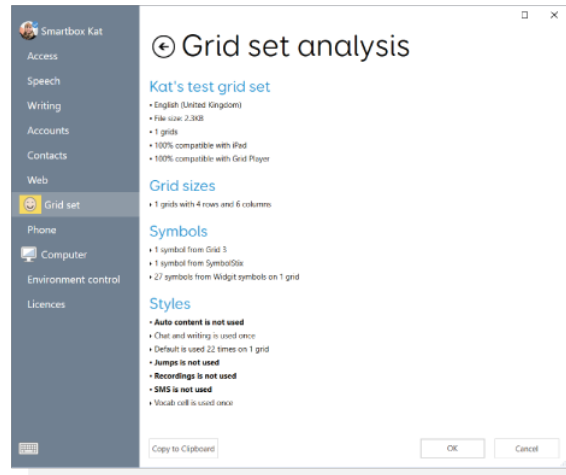 Smartbox Kat
Access
Speech
Writing
Accounts
Contacts
Web
Grid set
Phone
Computer
Environment control
Licences
Grid set analysis
Kat's test grid set
• English (United Kingdom)
• File size: 2.3KB
• 1 grids
• 100% compatible with iPad
• 100% compatible with Grid Player
Grid sizes
• 1 grids with 4 rows and 6 columns
Symbols
• 1 symbol from Grid 3
• 1 symbol from SymbolStix
• 27 symbols from Widgit symbols on 1 grid
Styles
• Auto content is not used
• Chat and writing is used once
• Default is used 22 times on 1 grid
• Jumps is not used
• Recordings is not used
• SMS is not used
• Vocab cell is used once
Copy to Clipboard
OK
Cancel